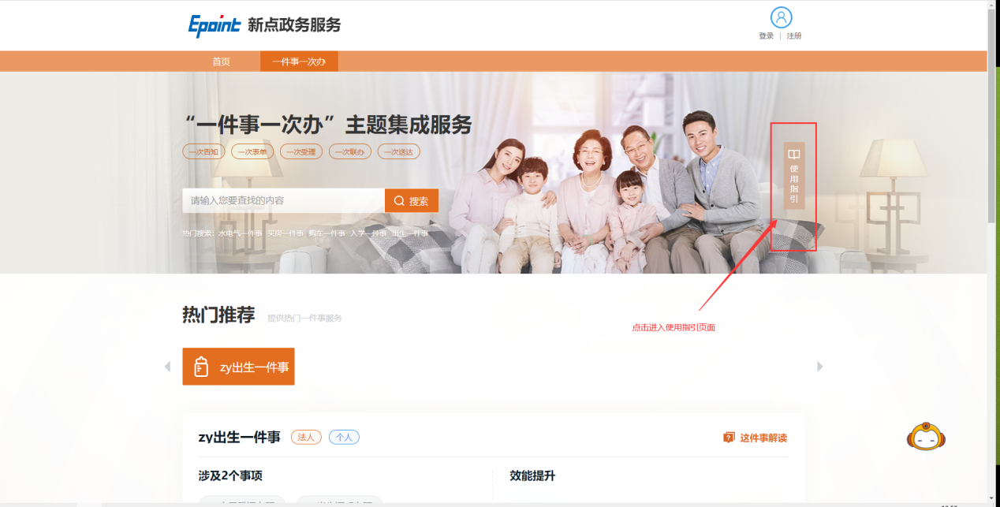 Epoint 新点政务服务
登录 | 注册
首页
一件事一次办
“一件事一次办”主题集成服务
一次告知 一次表单 一次受理 一次联办 一次送达
请输入您要查找的内容
搜索
热门搜索: 水电气一件事 买房一件事 购车一件事 入学一件事 出生一件事
使用指引
点击进入使用指引页面
热门推荐 提供热门一件事服务
zy出生一件事
zy出生一件事 法人 个人
这件事解读
涉及2个事项
效能提升